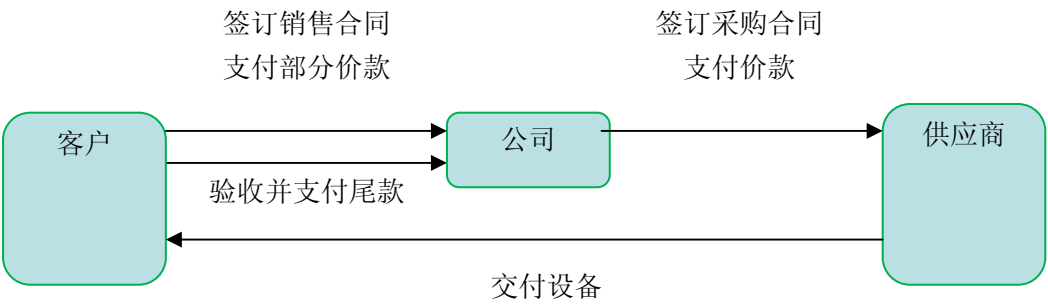 签订销售合同
支付部分价款
签订采购合同
支付价款
客户
公司
供应商
验收并支付尾款
交付设备